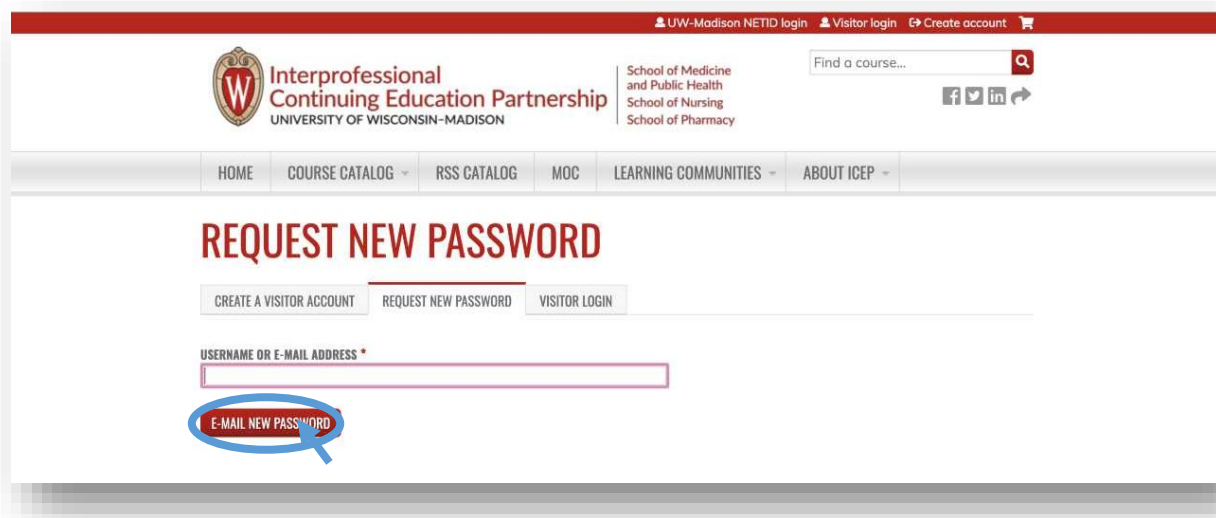 UW-Madison NETID login Visitor login Create account
Interprofessional
Continuing Education Partnership
UNIVERSITY OF WISCONSIN-MADISON
School of Medicine
and Public Health
School of Nursing
School of Pharmacy
Find a course...
W
f in
HOME COURSE CATALOG RSS CATALOG MOC LEARNING COMMUNITIES ABOUT ICEP
REQUEST NEW PASSWORD
CREATE A VISITOR ACCOUNT REQUEST NEW PASSWORD VISITOR LOGIN
USERNAME OR E-MAIL ADDRESS *
E-MAIL NEW PASSWORD